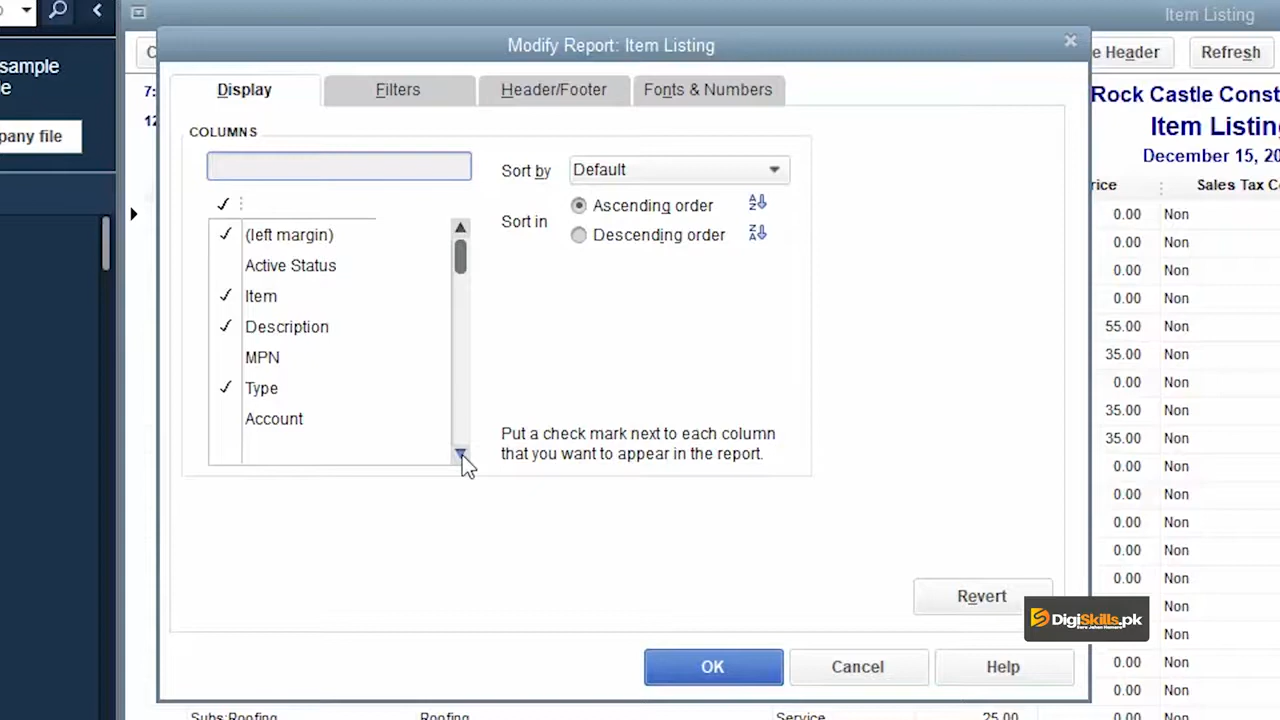 Item Listing
sample
e
pany file
Modify Report: Item Listing
e Header
Refresh
7:
12
Display
Filters
Header/Footer
Fonts & Numbers
COLUMNS
Sort by
Default
Sort in
Ascending order
Descending order
(left margin)
Active Status
Item
Description
MPN
Type
Account
Put a check mark next to each column
that you want to appear in the report.
Revert
OK
Cancel
Help
DigiSkills.pk
Rock Castle Const
Item Listing
December 15, 20
rice
Sales Tax Co
0.00 Non
0.00 Non
0.00 Non
0.00 Non
55.00 Non
35.00 Non
0.00 Non
35.00 Non
35.00 Non
0.00 Non
0.00 Non
0.00 Non
0.00 Non
0.00 Non
Non
Non
0.00 Non
0.00 Non
Subs:Roofing
Roofing
Service
25.00
Non